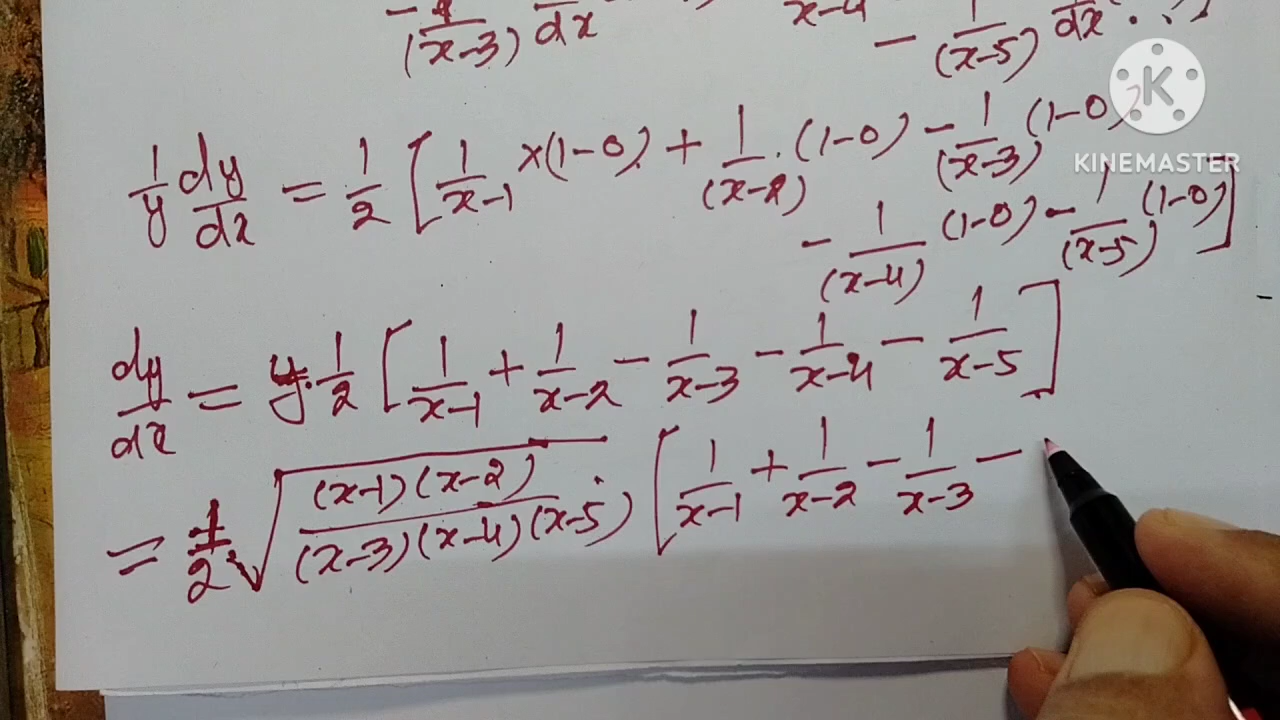 - 1/(x-3) d/dx x-4 - 1/(x-5) d/dx
1/y dy/dx = 1/2 [ 1/x-1 ×(1-0) + 1/(x-2) . (1-0) - 1/(x-3) (1-0)
KINEMASTER
- 1/(x-4) (1-0) - 1/(x-5) (1-0) ]
dy/dx = y. 1/2 [ 1/x-1 + 1/x-2 - 1/x-3 - 1/x-4 - 1/x-5 ]
= 1/2 √ (x-1)(x-2)/(x-3)(x-4)(x-5) [ 1/x-1 + 1/x-2 - 1/x-3 -